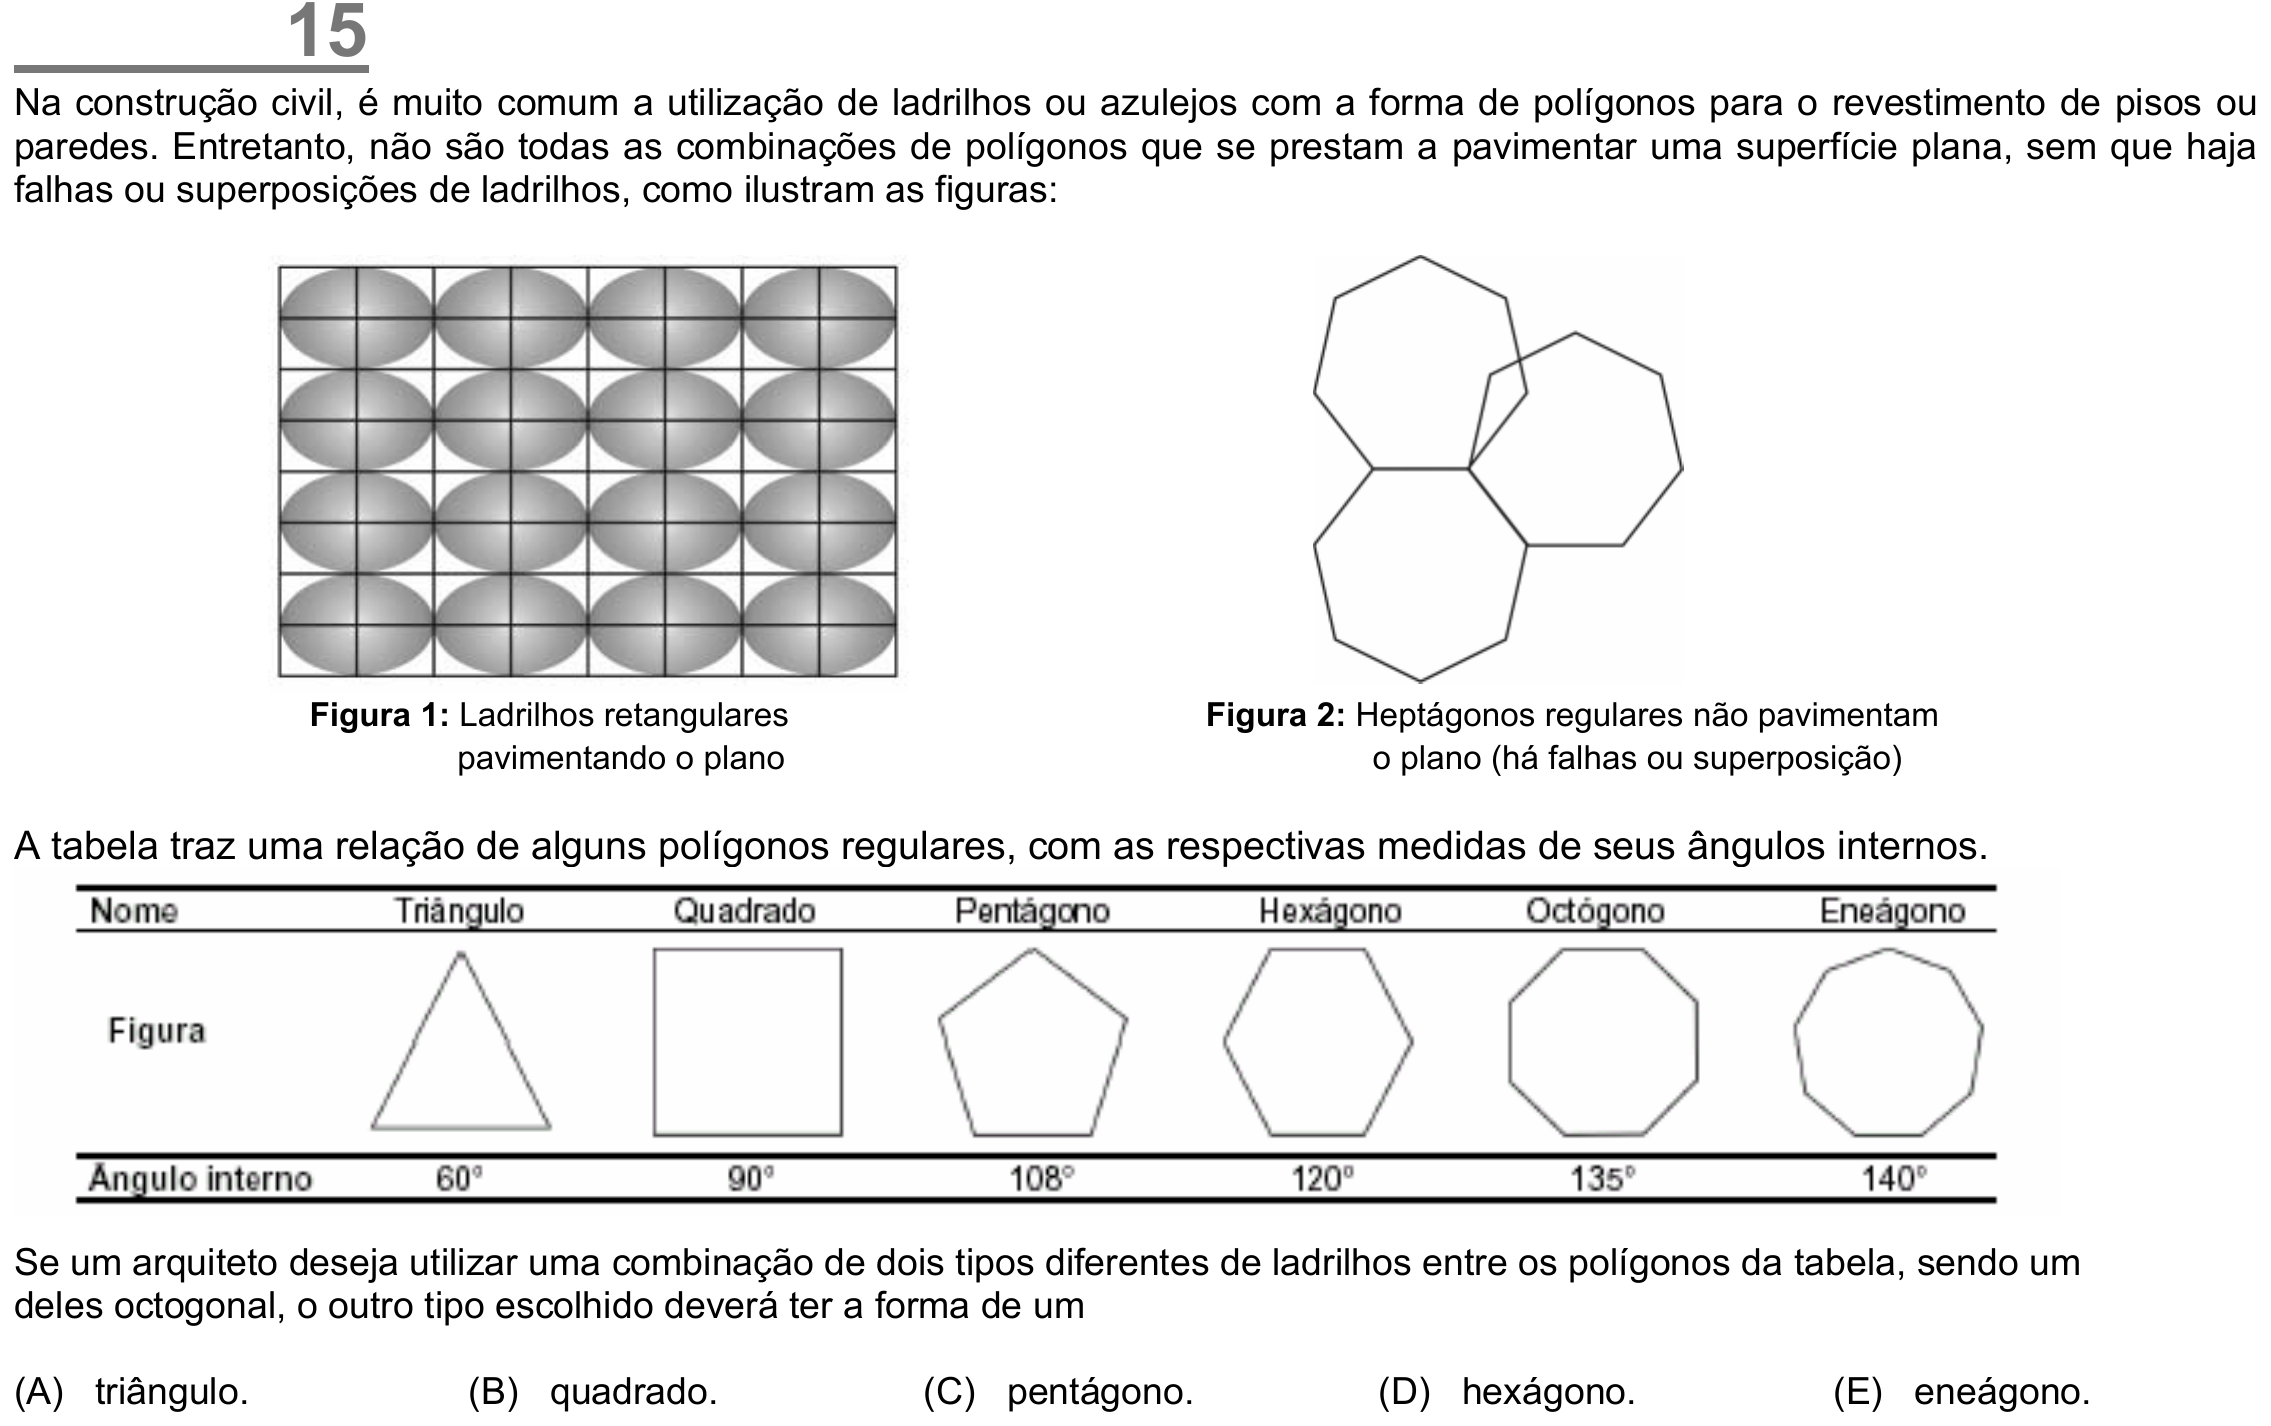 15
Na construção civil, é muito comum a utilização de ladrilhos ou azulejos com a forma de polígonos para o revestimento de pisos ou
paredes. Entretanto, não são todas as combinações de polígonos que se prestam a pavimentar uma superfície plana, sem que haja
falhas ou superposições de ladrilhos, como ilustram as figuras:
Figura 1: Ladrilhos retangulares
pavimentando o plano
Figura 2: Heptágonos regulares não pavimentam
o plano (há falhas ou superposição)
A tabela traz uma relação de alguns polígonos regulares, com as respectivas medidas de seus ângulos internos.
Nome Triângulo Quadrado Pentágono Hexágono Octógono Eneágono
Figura
Ângulo interno 60º 90º 108º 120º 135º 140º
Se um arquiteto deseja utilizar uma combinação de dois tipos diferentes de ladrilhos entre os polígonos da tabela, sendo um
deles octogonal, o outro tipo escolhido deverá ter a forma de um
(A) triângulo. (B) quadrado. (C) pentágono. (D) hexágono. (E) eneágono.